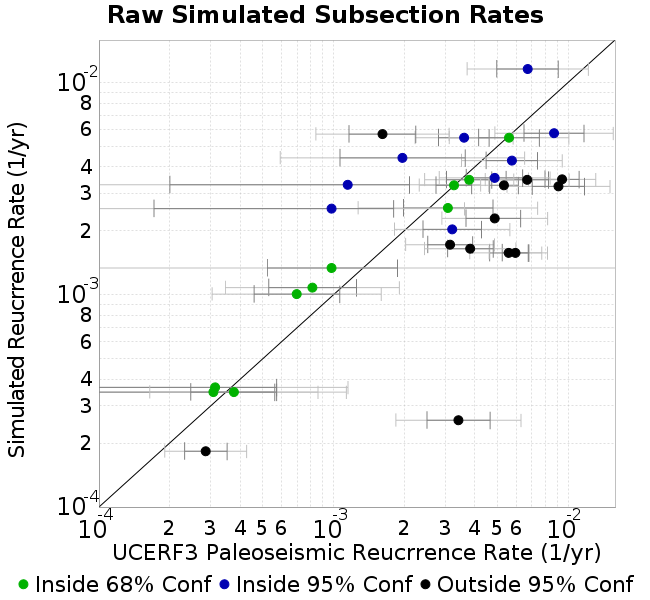 Raw Simulated Subsection Rates
Simulated Reucrrence Rate (1/yr)
10-2
8
6
4
3
2
10-3
8
6
4
3
2
10-4
10-4 2 3 4 5 6 10-3 2 3 4 5 6 10-2
UCERF3 Paleoseismic Reucrrence Rate (1/yr)
Inside 68% Conf Inside 95% Conf Outside 95% Conf